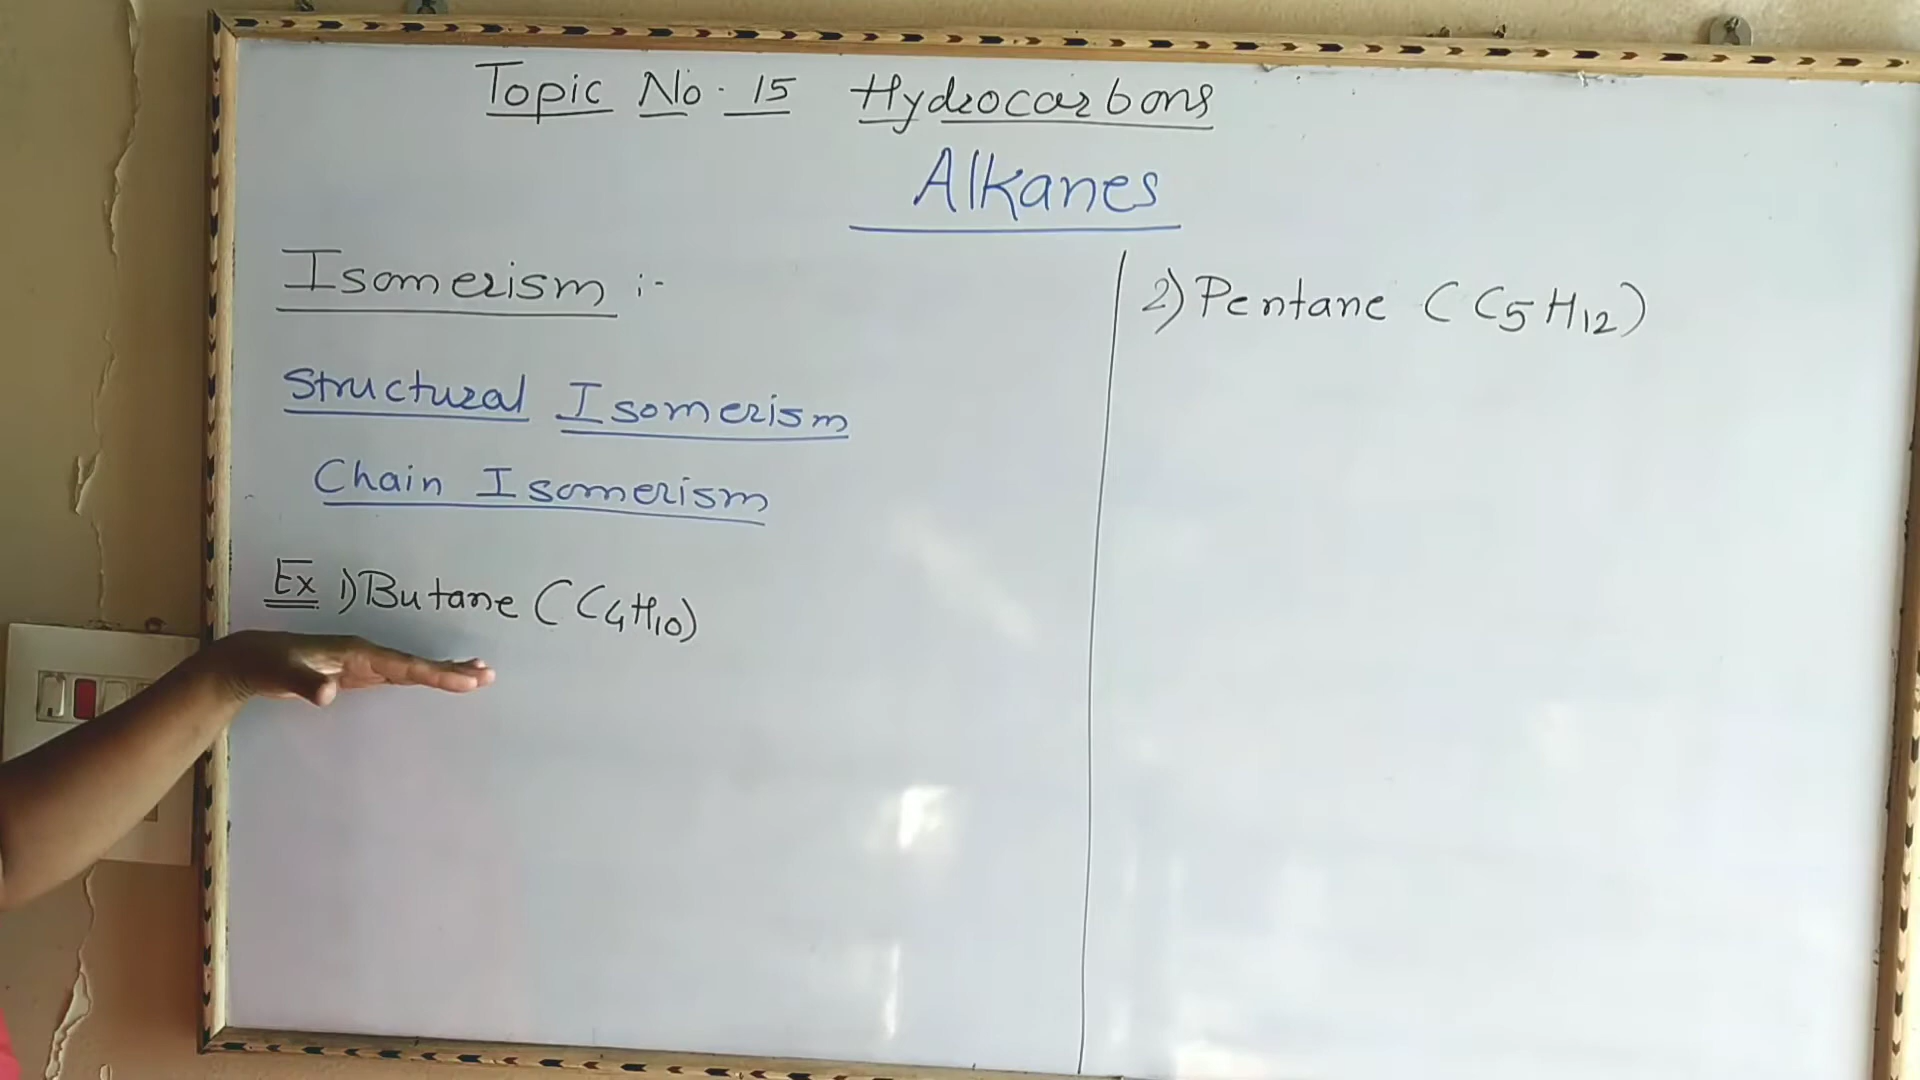 Topic No. 15 Hydrocarbons
Alkanes
Isomerism :-
Structural Isomerism
Chain Isomerism
Ex 1) Butane (C₄H₁₀)
2) Pentane (C₅H₁₂)